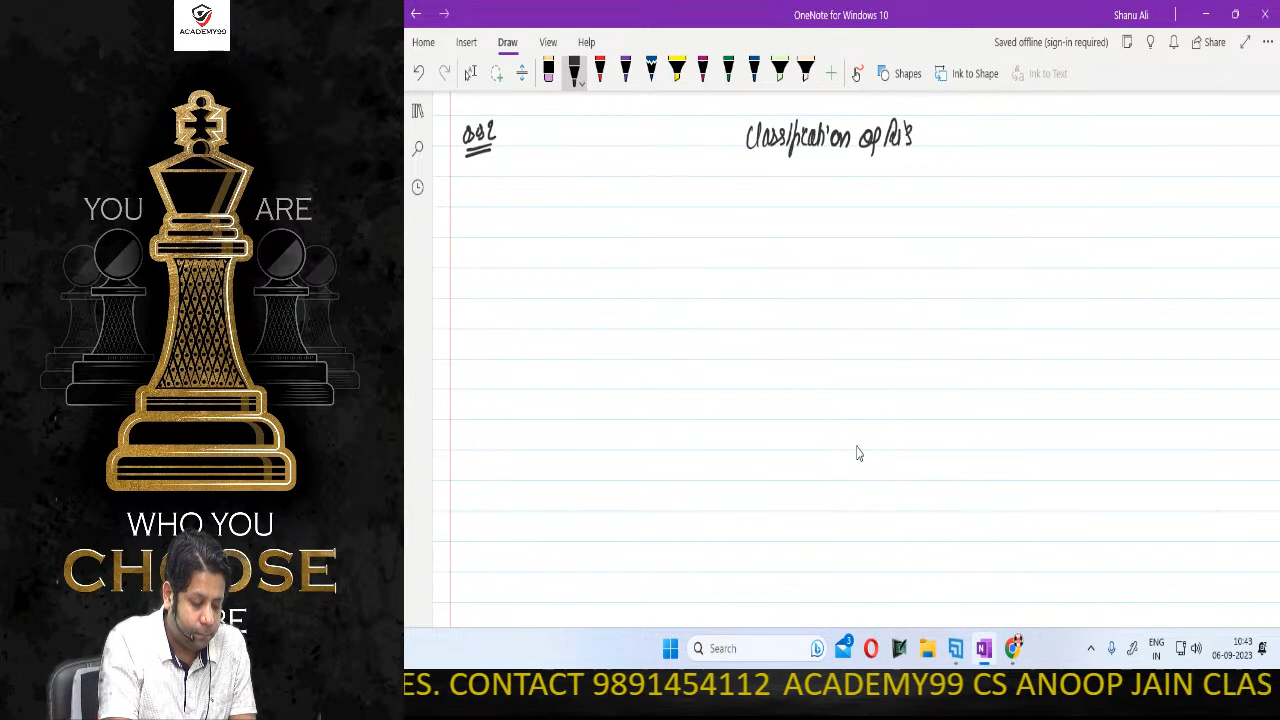 ACADEMY99
YOU ARE
WHO YOU
CHOOSE
BE
OneNote for Windows 10
Shanu Ali
Home Insert Draw View Help
Saved offline (sign-in required)
Share
Shapes
Ink to Shape
Ink to Text
Classification of
Search
3
ENG
IN
10:43
06-09-2023
ES. CONTACT 9891454112 ACADEMY99 CS ANOOP JAIN CLAS